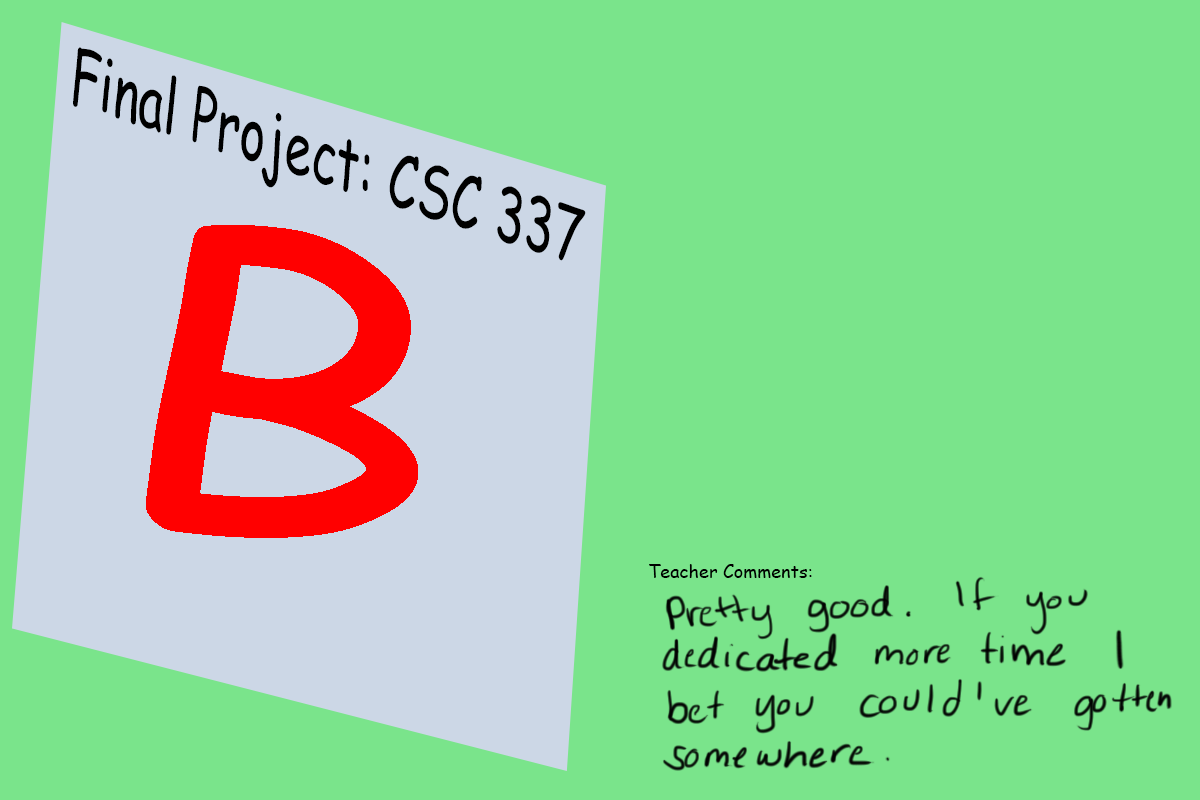 Final Project: CSC 337
B
Teacher Comments:
Pretty good. If you
dedicated more time I
bet you could've gotten
somewhere.